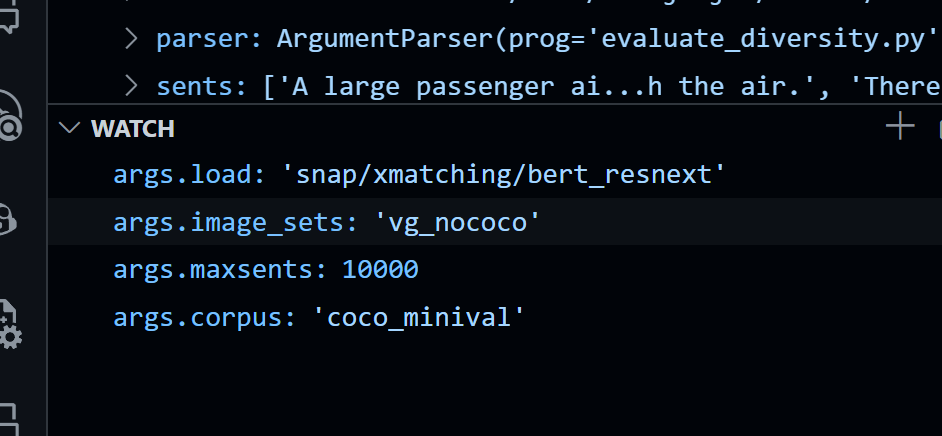 parser: ArgumentParser(prog='evaluate_diversity.py'
sents: ['A large passenger ai...h the air.', 'There
WATCH
args.load: 'snap/xmatching/bert_resnext'
args.image_sets: 'vg_nococo'
args.maxsents: 10000
args.corpus: 'coco_minival'